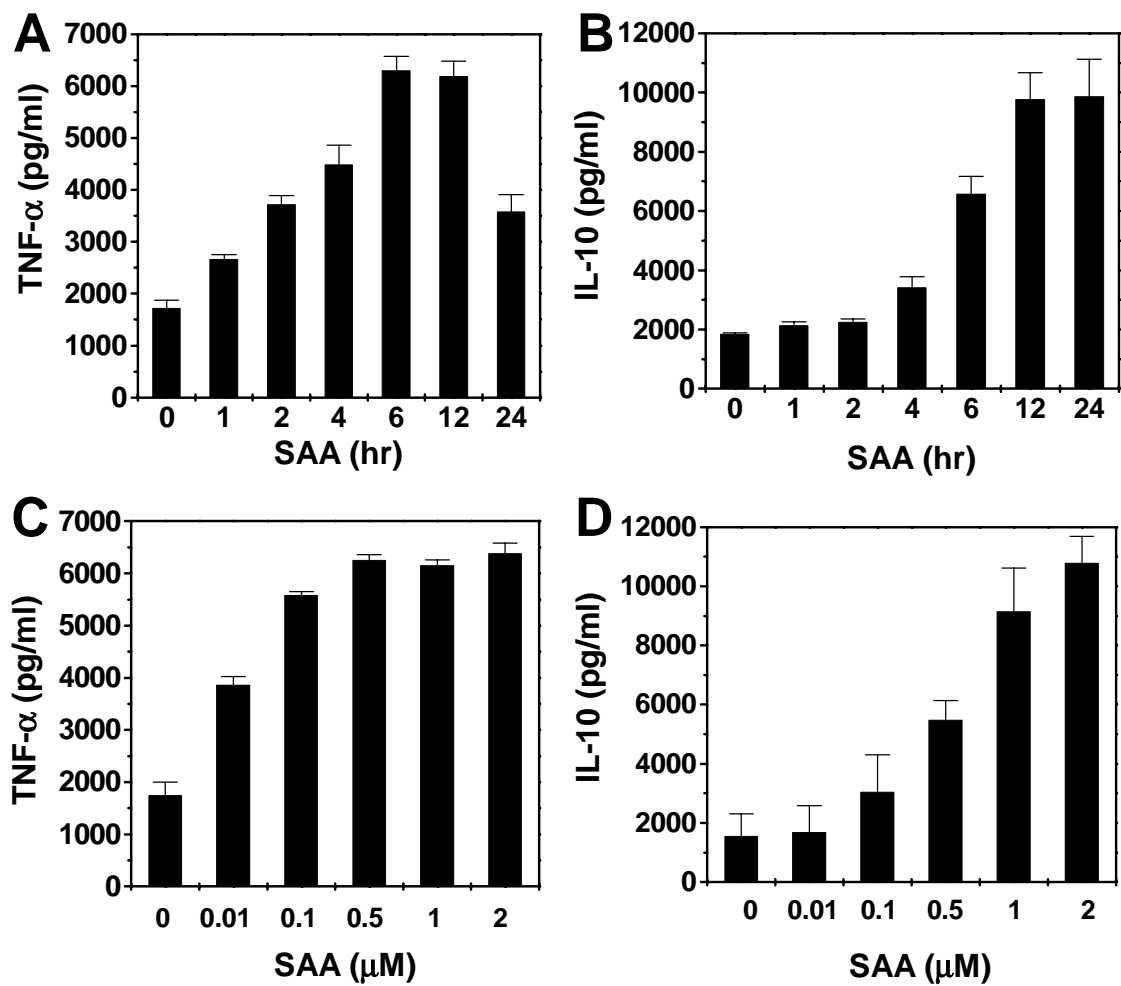 A
TNF-α (pg/ml)
7000
6000
5000
4000
3000
2000
1000
0
0 1 2 4 6 12 24
SAA (hr)
B
IL-10 (pg/ml)
12000
10000
8000
6000
4000
2000
0
0 1 2 4 6 12 24
SAA (hr)
C
TNF-α (pg/ml)
7000
6000
5000
4000
3000
2000
1000
0
0 0.01 0.1 0.5 1 2
SAA (μM)
D
IL-10 (pg/ml)
12000
10000
8000
6000
4000
2000
0
0 0.01 0.1 0.5 1 2
SAA (μM)